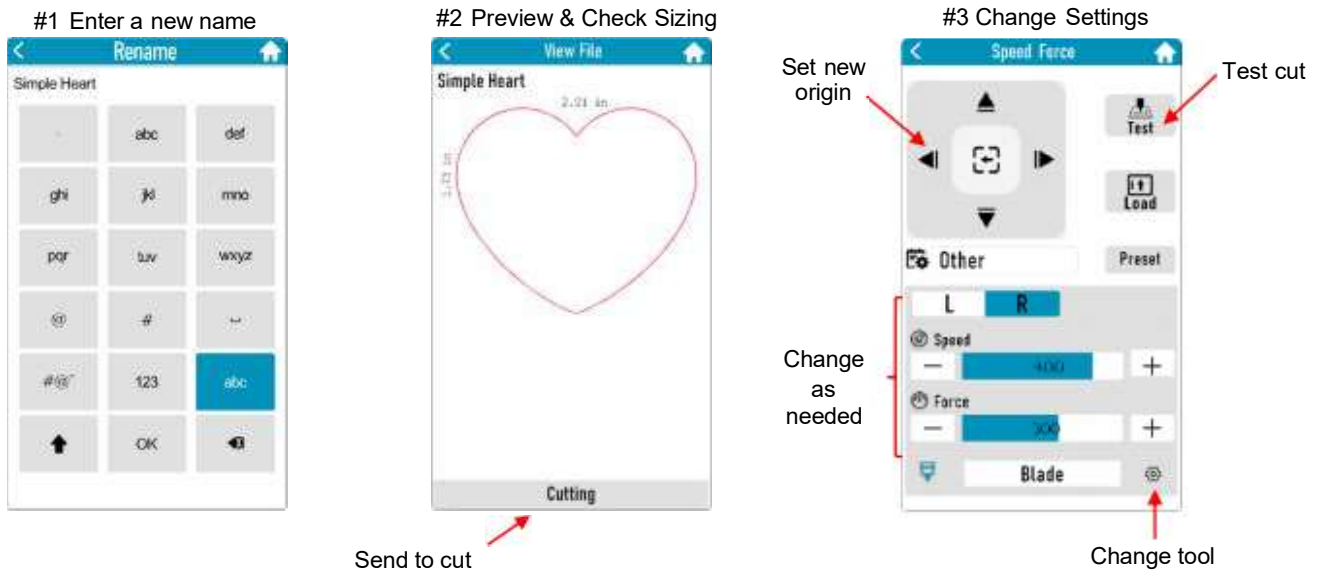 #1 Enter a new name
Rename
Simple Heart
abc
def
ghi
jkl
mno
pqr
tuv
wxyz
@
#
#@~
123
abc
OK
#2 Preview & Check Sizing
View File
Simple Heart
in
in
Cutting
Send to cut
#3 Change Settings
Speed Force
Set new
origin
Test cut
Test
Load
Other
Preset
L
R
Speed
400
Change
as
needed
Force
300
Blade
Change tool